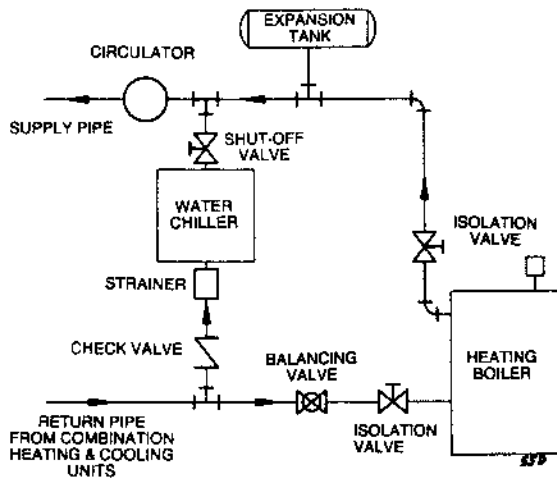 EXPANSION
TANK
CIRCULATOR
SUPPLY PIPE
SHUT-OFF
VALVE
WATER
CHILLER
ISOLATION
VALVE
STRAINER
CHECK VALVE
BALANCING
VALVE
HEATING
BOILER
RETURN PIPE
FROM COMBINATION
HEATING & COOLING
UNITS
ISOLATION
VALVE